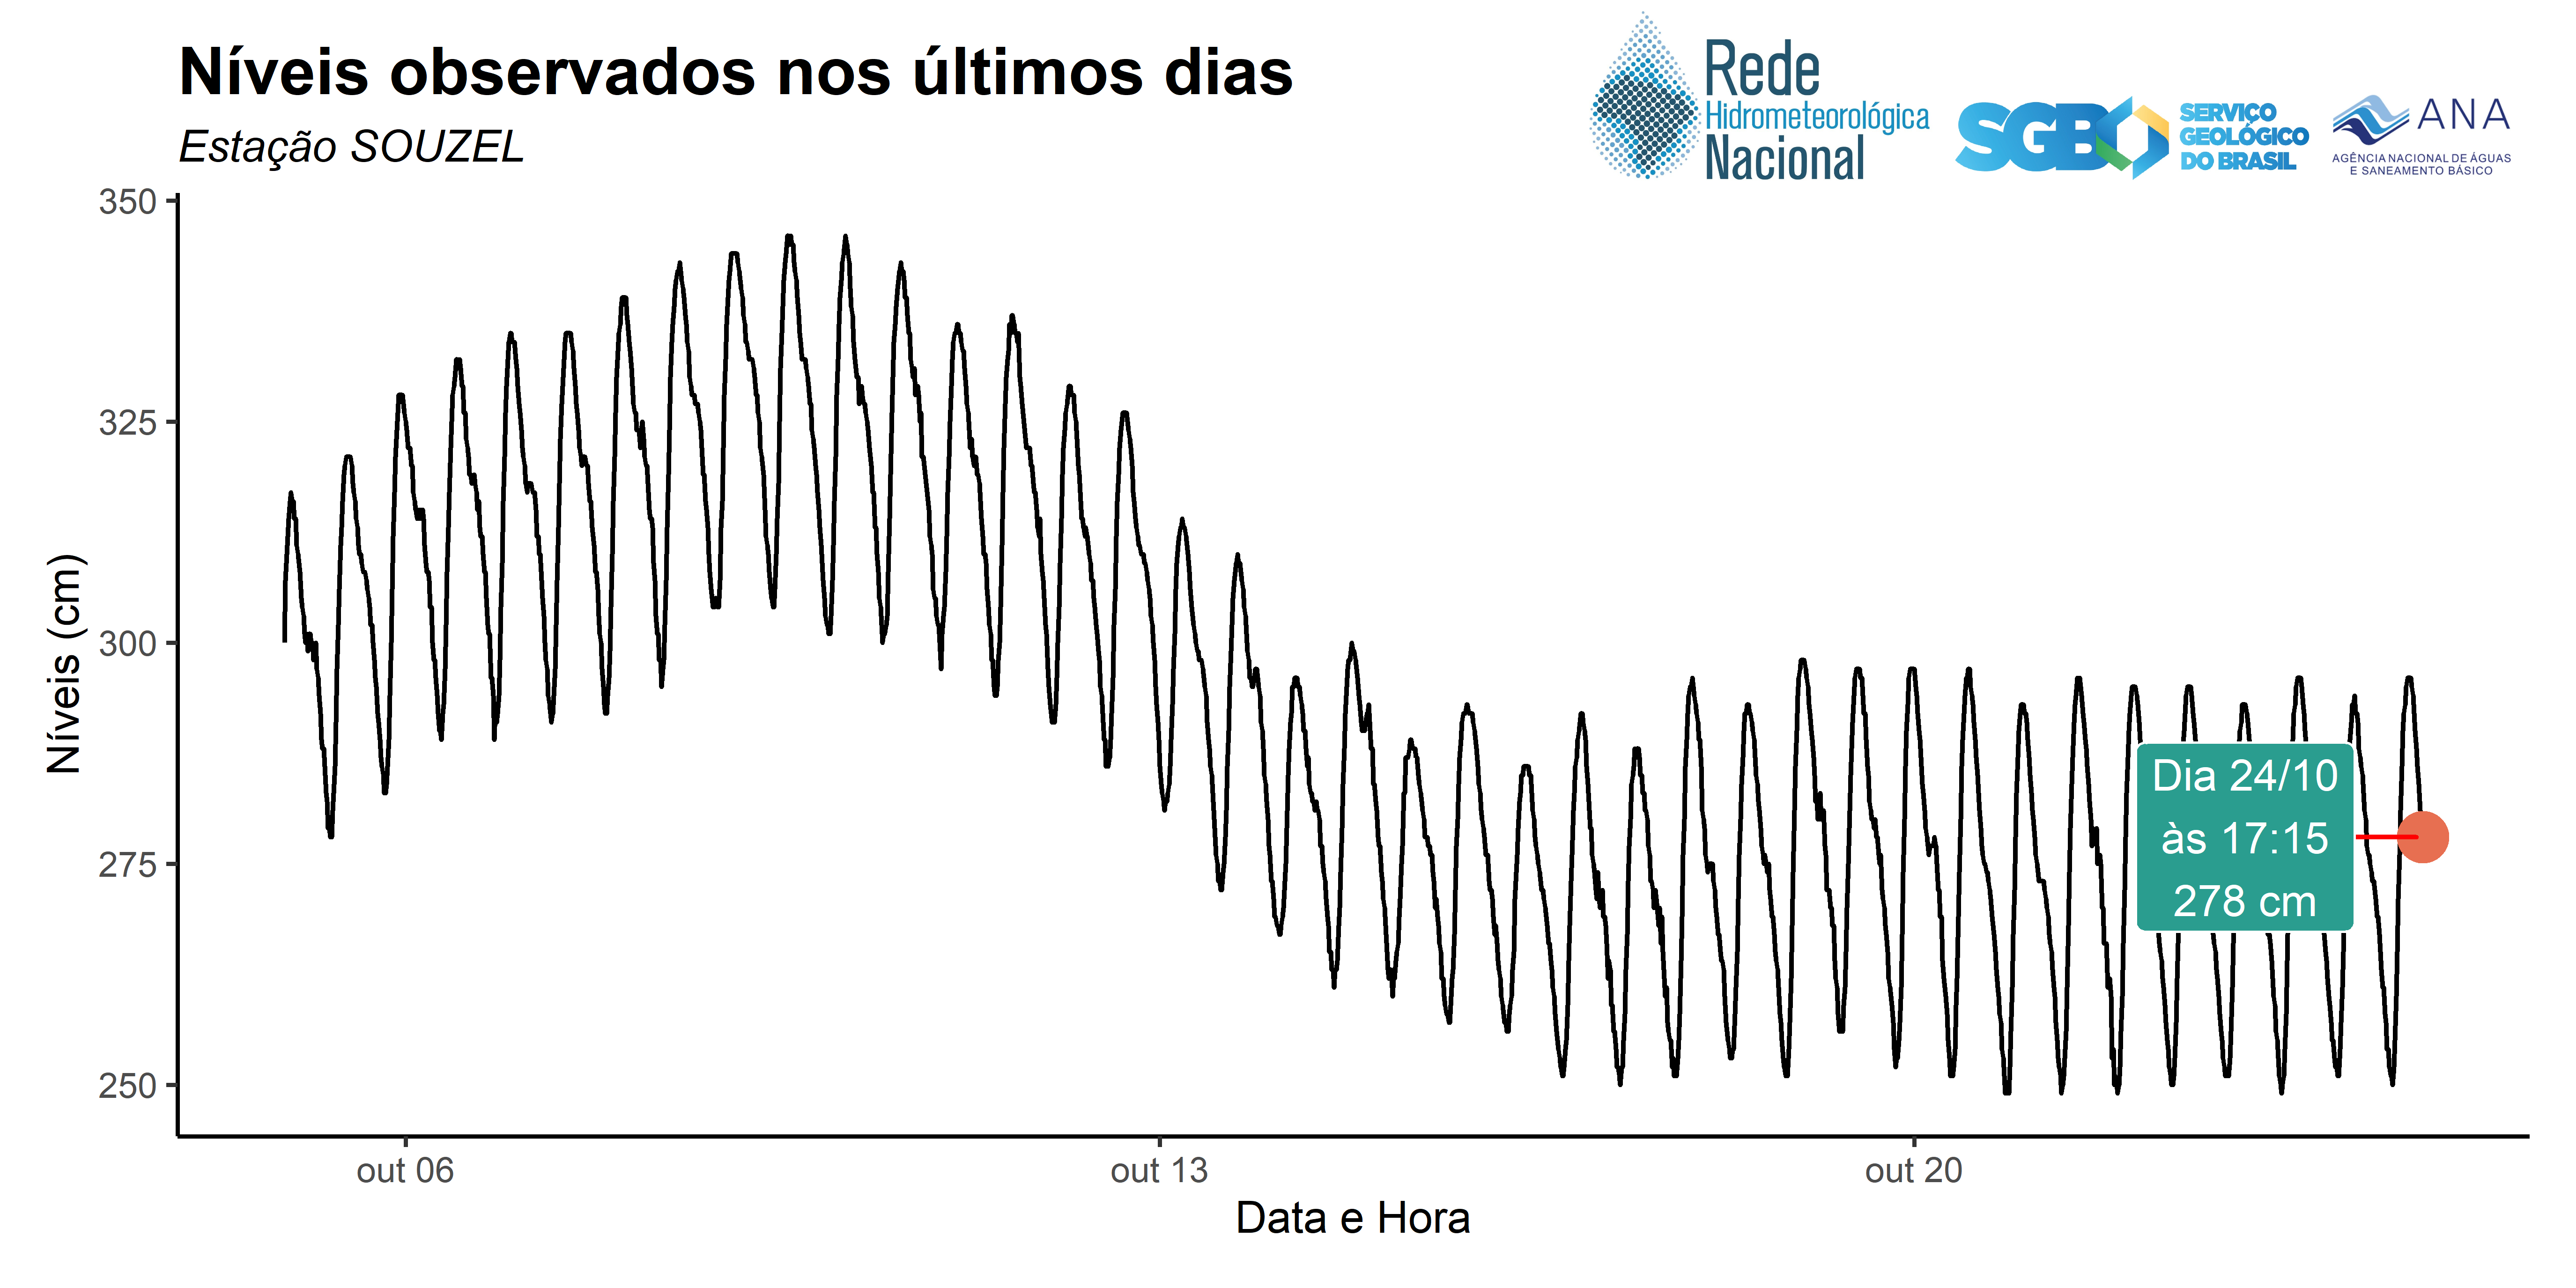 Níveis observados nos últimos dias
Estação SOUZEL
Rede
Hidrometeorológica
Nacional
SGB
SERVIÇO
GEOLÓGICO
DO BRASIL
ANA
AGÊNCIA NACIONAL DE ÁGUAS
E SANEAMENTO BÁSICO
350
325
300
275
250
Níveis (cm)
Dia 24/10
às 17:15
278 cm
out 06
out 13
out 20
Data e Hora